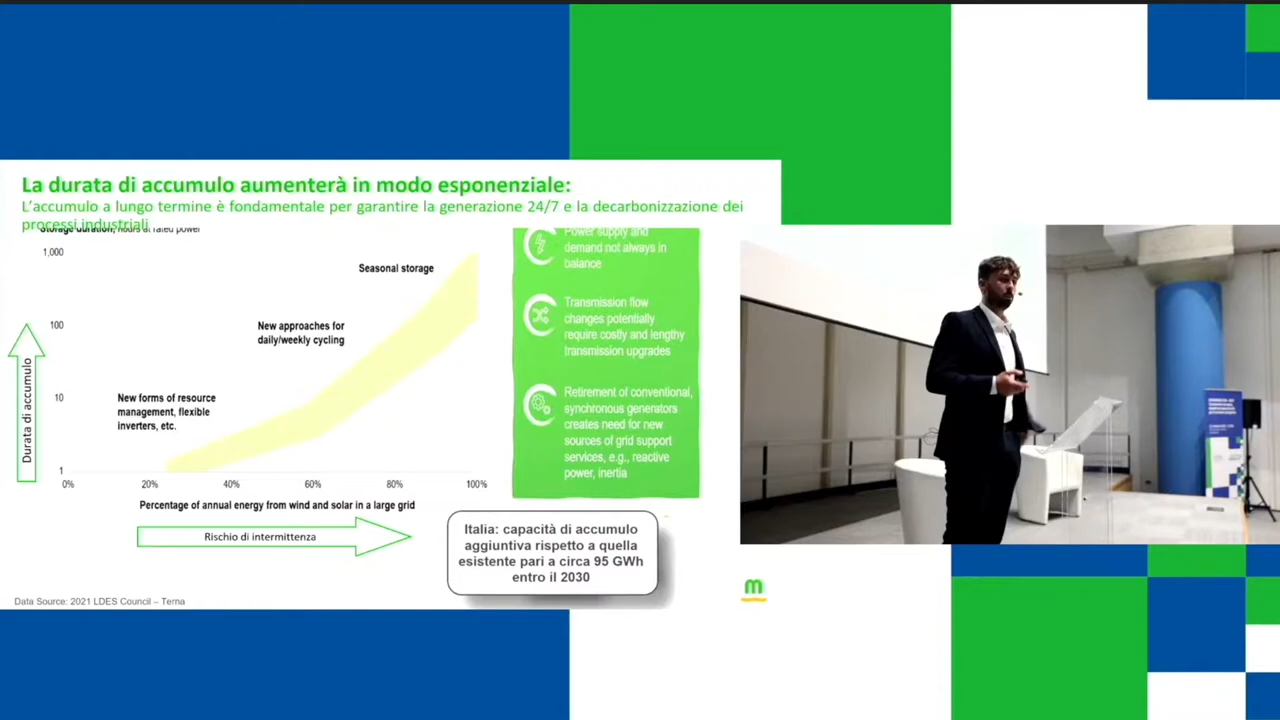 La durata di accumulo aumenterà in modo esponenziale:
L'accumulo a lungo termine è fondamentale per garantire la generazione 24/7 e la decarbonizzazione dei
processi industriali
Storage duration, hours at rated power
1,000
100
10
1
Durata di accumulo
Seasonal storage
New approaches for
daily/weekly cycling
New forms of resource
management, flexible
inverters, etc.
0%
20%
40%
60%
80%
100%
Percentage of annual energy from wind and solar in a large grid
Rischio di intermittenza
Power supply and
demand not always in
balance
Transmission flow
changes potentially
require costly and lengthy
transmission upgrades
Retirement of conventional,
synchronous generators
creates need for new
sources of grid support
services, e.g., reactive
power, inertia
Italia: capacità di accumulo
aggiuntiva rispetto a quella
esistente pari a circa 95 GWh
entro il 2030
Data Source: 2021 LDES Council – Terna
m